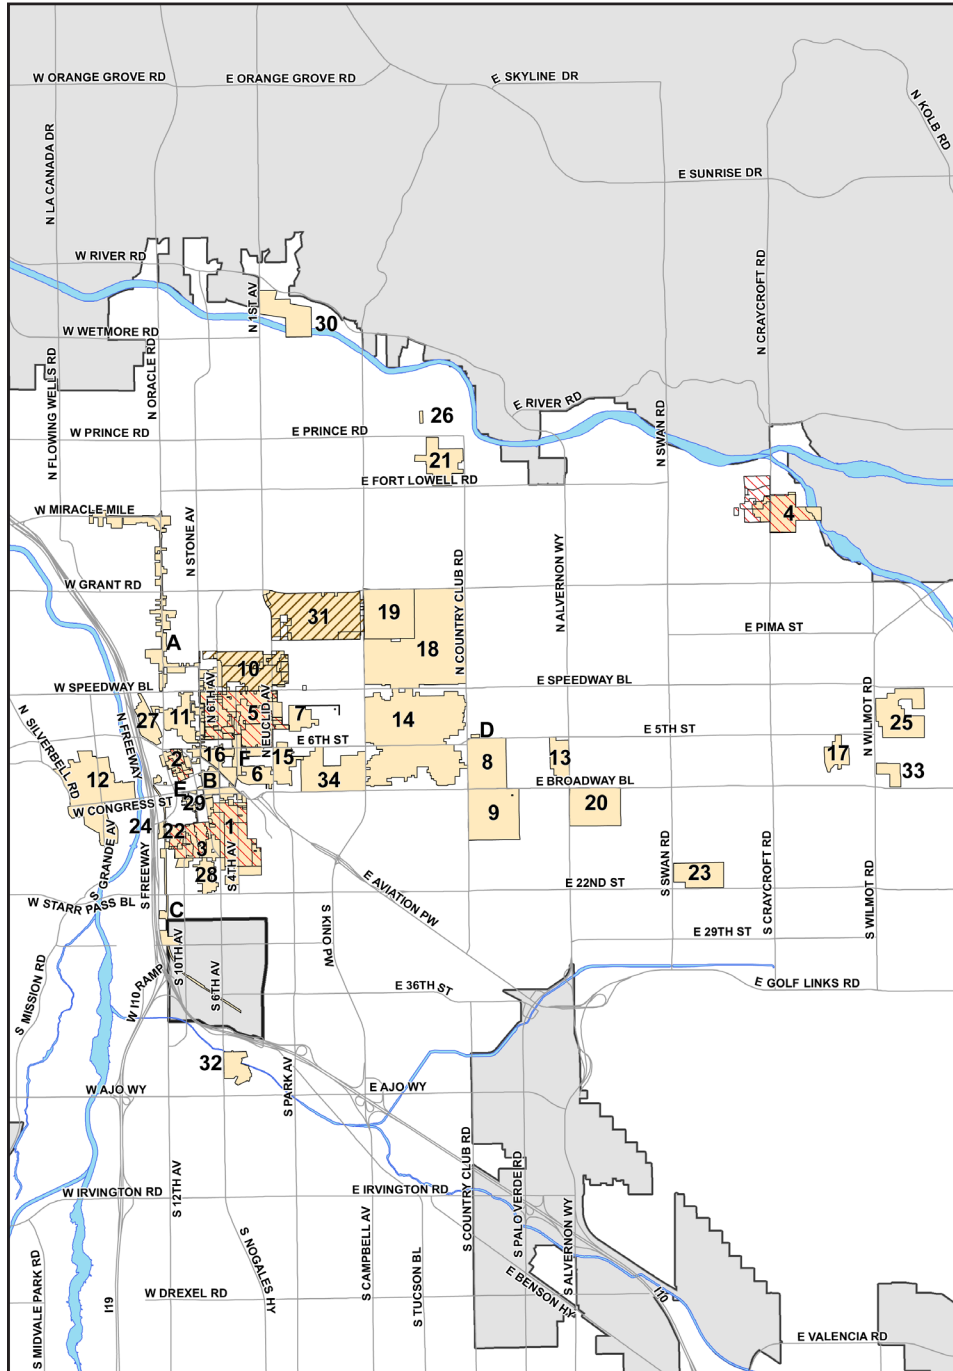 W ORANGE GROVE RD
E ORANGE GROVE RD
E SKYLINE DR
N KOLB RD
N LA CANADA DR
E SUNRISE DR
W RIVER RD
N CRAYCROFT RD
N 1ST AV
30
W WETMORE RD
N ORACLE RD
N FLOWING WELLS RD
E RIVER RD
26
N SWAN RD
W PRINCE RD
E PRINCE RD
21
E FORT LOWELL RD
W MIRACLE MILE
4
N STONE AV
N ALVERNON WY
N COUNTRY CLUB RD
W GRANT RD
31
19
E PIMA ST
A
18
10
W SPEEDWAY BL
E SPEEDWAY BL
N 6TH AV
N EUCLID AV
N WILMOT RD
N SILVERBELL RD
N FREEWAY
27
11
5
7
14
D
E 5TH ST
25
E 6TH ST
2
16
F
15
8
13
17
12
6
34
33
E
B
E BROADWAY BL
W CONGRESS ST
29
9
20
24
22
1
3
S GRANDE AV
S FREEWAY
S 4TH AV
28
E AVIATION PW
E 22ND ST
S SWAN RD
23
S CRAYCROFT RD
S WILMOT RD
W STARR PASS BL
C
S KINO PW
E 29TH ST
S 10TH AV
S MISSION RD
W I10 RAMP
S 6TH AV
E 36TH ST
E GOLF LINKS RD
32
S PARK AV
W AJO WY
E AJO WY
S COUNTRY CLUB RD
S PALO VERDE RD
W IRVINGTON RD
S 12TH AV
E IRVINGTON RD
S ALVERNON WY
S CAMPBELL AV
S NOGALES HY
S TUCSON BL
S MIDVALE PARK RD
I19
W DREXEL RD
E BENSON HY
I10
E VALENCIA RD